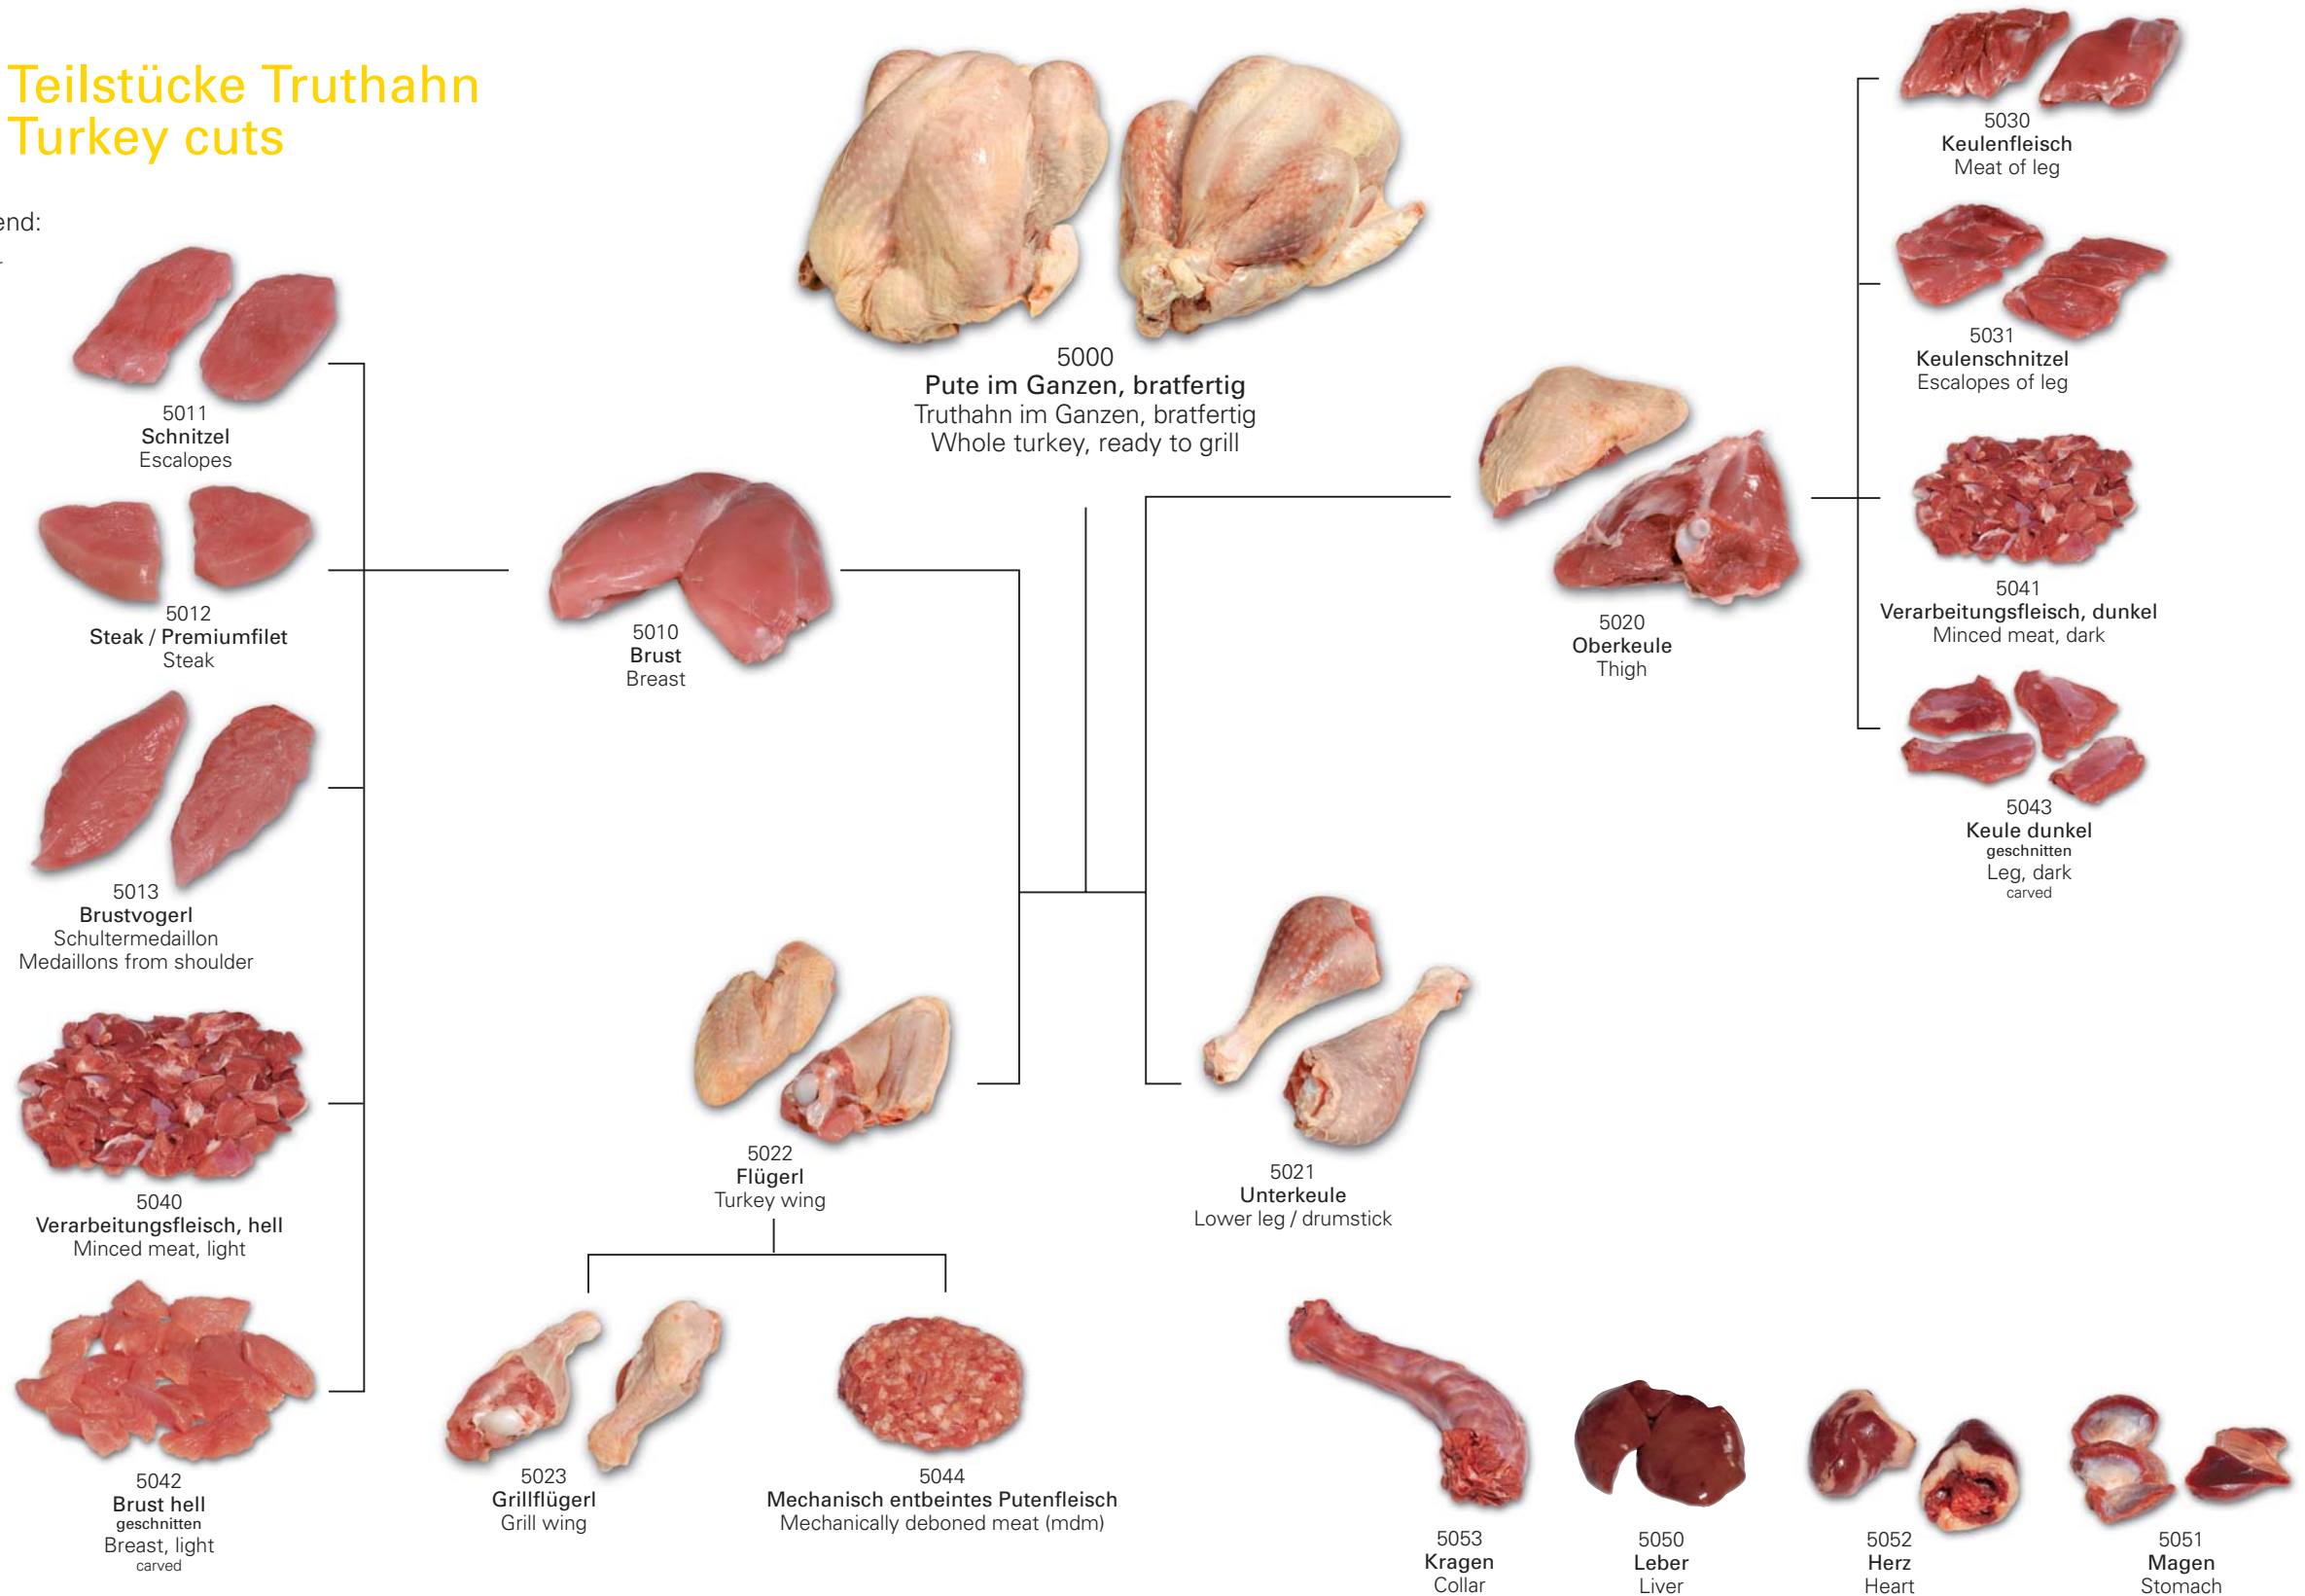 Teilstücke Truthahn
Turkey cuts
end:
5011
Schnitzel
Escalopes
5012
Steak / Premiumfilet
Steak
5013
Brustvogerl
Schultermedaillon
Medaillons from shoulder
5040
Verarbeitungsfleisch, hell
Minced meat, light
5042
Brust hell
geschnitten
Breast, light
carved
5010
Brust
Breast
5000
Pute im Ganzen, bratfertig
Truthahn im Ganzen, bratfertig
Whole turkey, ready to grill
5022
Flügerl
Turkey wing
5023
Grillflügerl
Grill wing
5044
Mechanisch entbeintes Putenfleisch
Mechanically deboned meat (mdm)
5021
Unterkeule
Lower leg / drumstick
5020
Oberkeule
Thigh
5030
Keulenfleisch
Meat of leg
5031
Keulenschnitzel
Escalopes of leg
5041
Verarbeitungsfleisch, dunkel
Minced meat, dark
5043
Keule dunkel
geschnitten
Leg, dark
carved
5053
Kragen
Collar
5050
Leber
Liver
5052
Herz
Heart
5051
Magen
Stomach